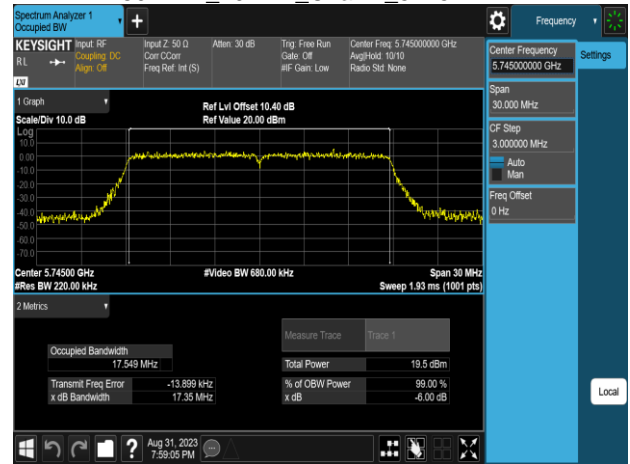 Spectrum Analyzer 1
Occupied BW
Frequency
KEYSIGHT
Input: RF
Coupling: DC
Align: Off
Input Z: 50 Ω
Corr CCorr
Freq Ref: Int (S)
Atten: 30 dB
Trig: Free Run
Gate: Off
#IF Gain: Low
Center Freq: 5.745000000 GHz
Avg|Hold: 10/10
Radio Std: None
R L
LXI
Center Frequency
5.745000000 GHz
Settings
Span
30.000 MHz
CF Step
3.000000 MHz
Auto
Man
Freq Offset
0 Hz
1 Graph
Scale/Div 10.0 dB
Ref Lvl Offset 10.40 dB
Ref Value 20.00 dBm
Log
10.0
0.00
-10.0
-20.0
-30.0
-40.0
-50.0
-60.0
-70.0
Center 5.74500 GHz
#Res BW 220.00 kHz
#Video BW 680.00 kHz
Span 30 MHz
Sweep 1.93 ms (1001 pts)
2 Metrics
Measure Trace
Trace 1
Occupied Bandwidth
17.549 MHz
Total Power
19.5 dBm
Transmit Freq Error
-13.899 kHz
% of OBW Power
99.00 %
x dB Bandwidth
17.35 MHz
x dB
-6.00 dB
Local
Aug 31, 2023
7:59:05 PM